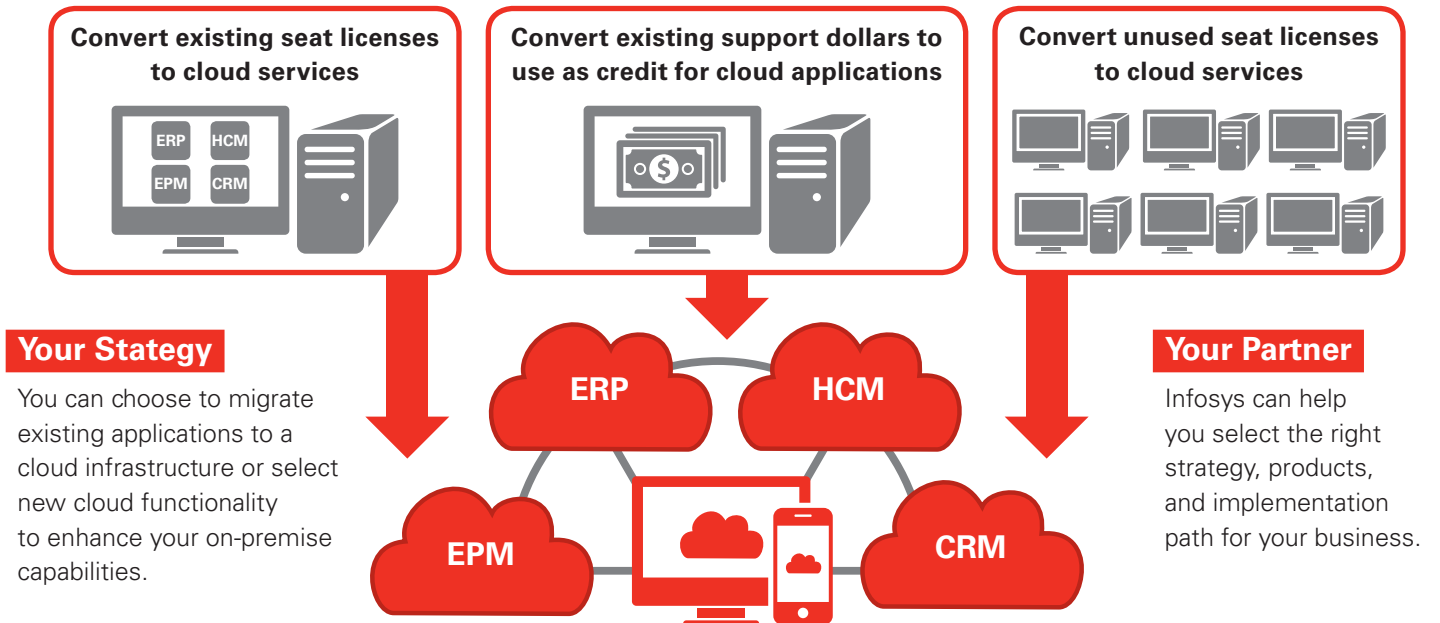 Convert existing seat licenses
to cloud services
ERP
HCM
EPM
CRM
Convert existing support dollars to
use as credit for cloud applications
$
Convert unused seat licenses
to cloud services
Your Stategy
You can choose to migrate
existing applications to a
cloud infrastructure or select
new cloud functionality
to enhance your on-premise
capabilities.
ERP
HCM
EPM
CRM
Your Partner
Infosys can help
you select the right
strategy, products,
and implementation
path for your business.